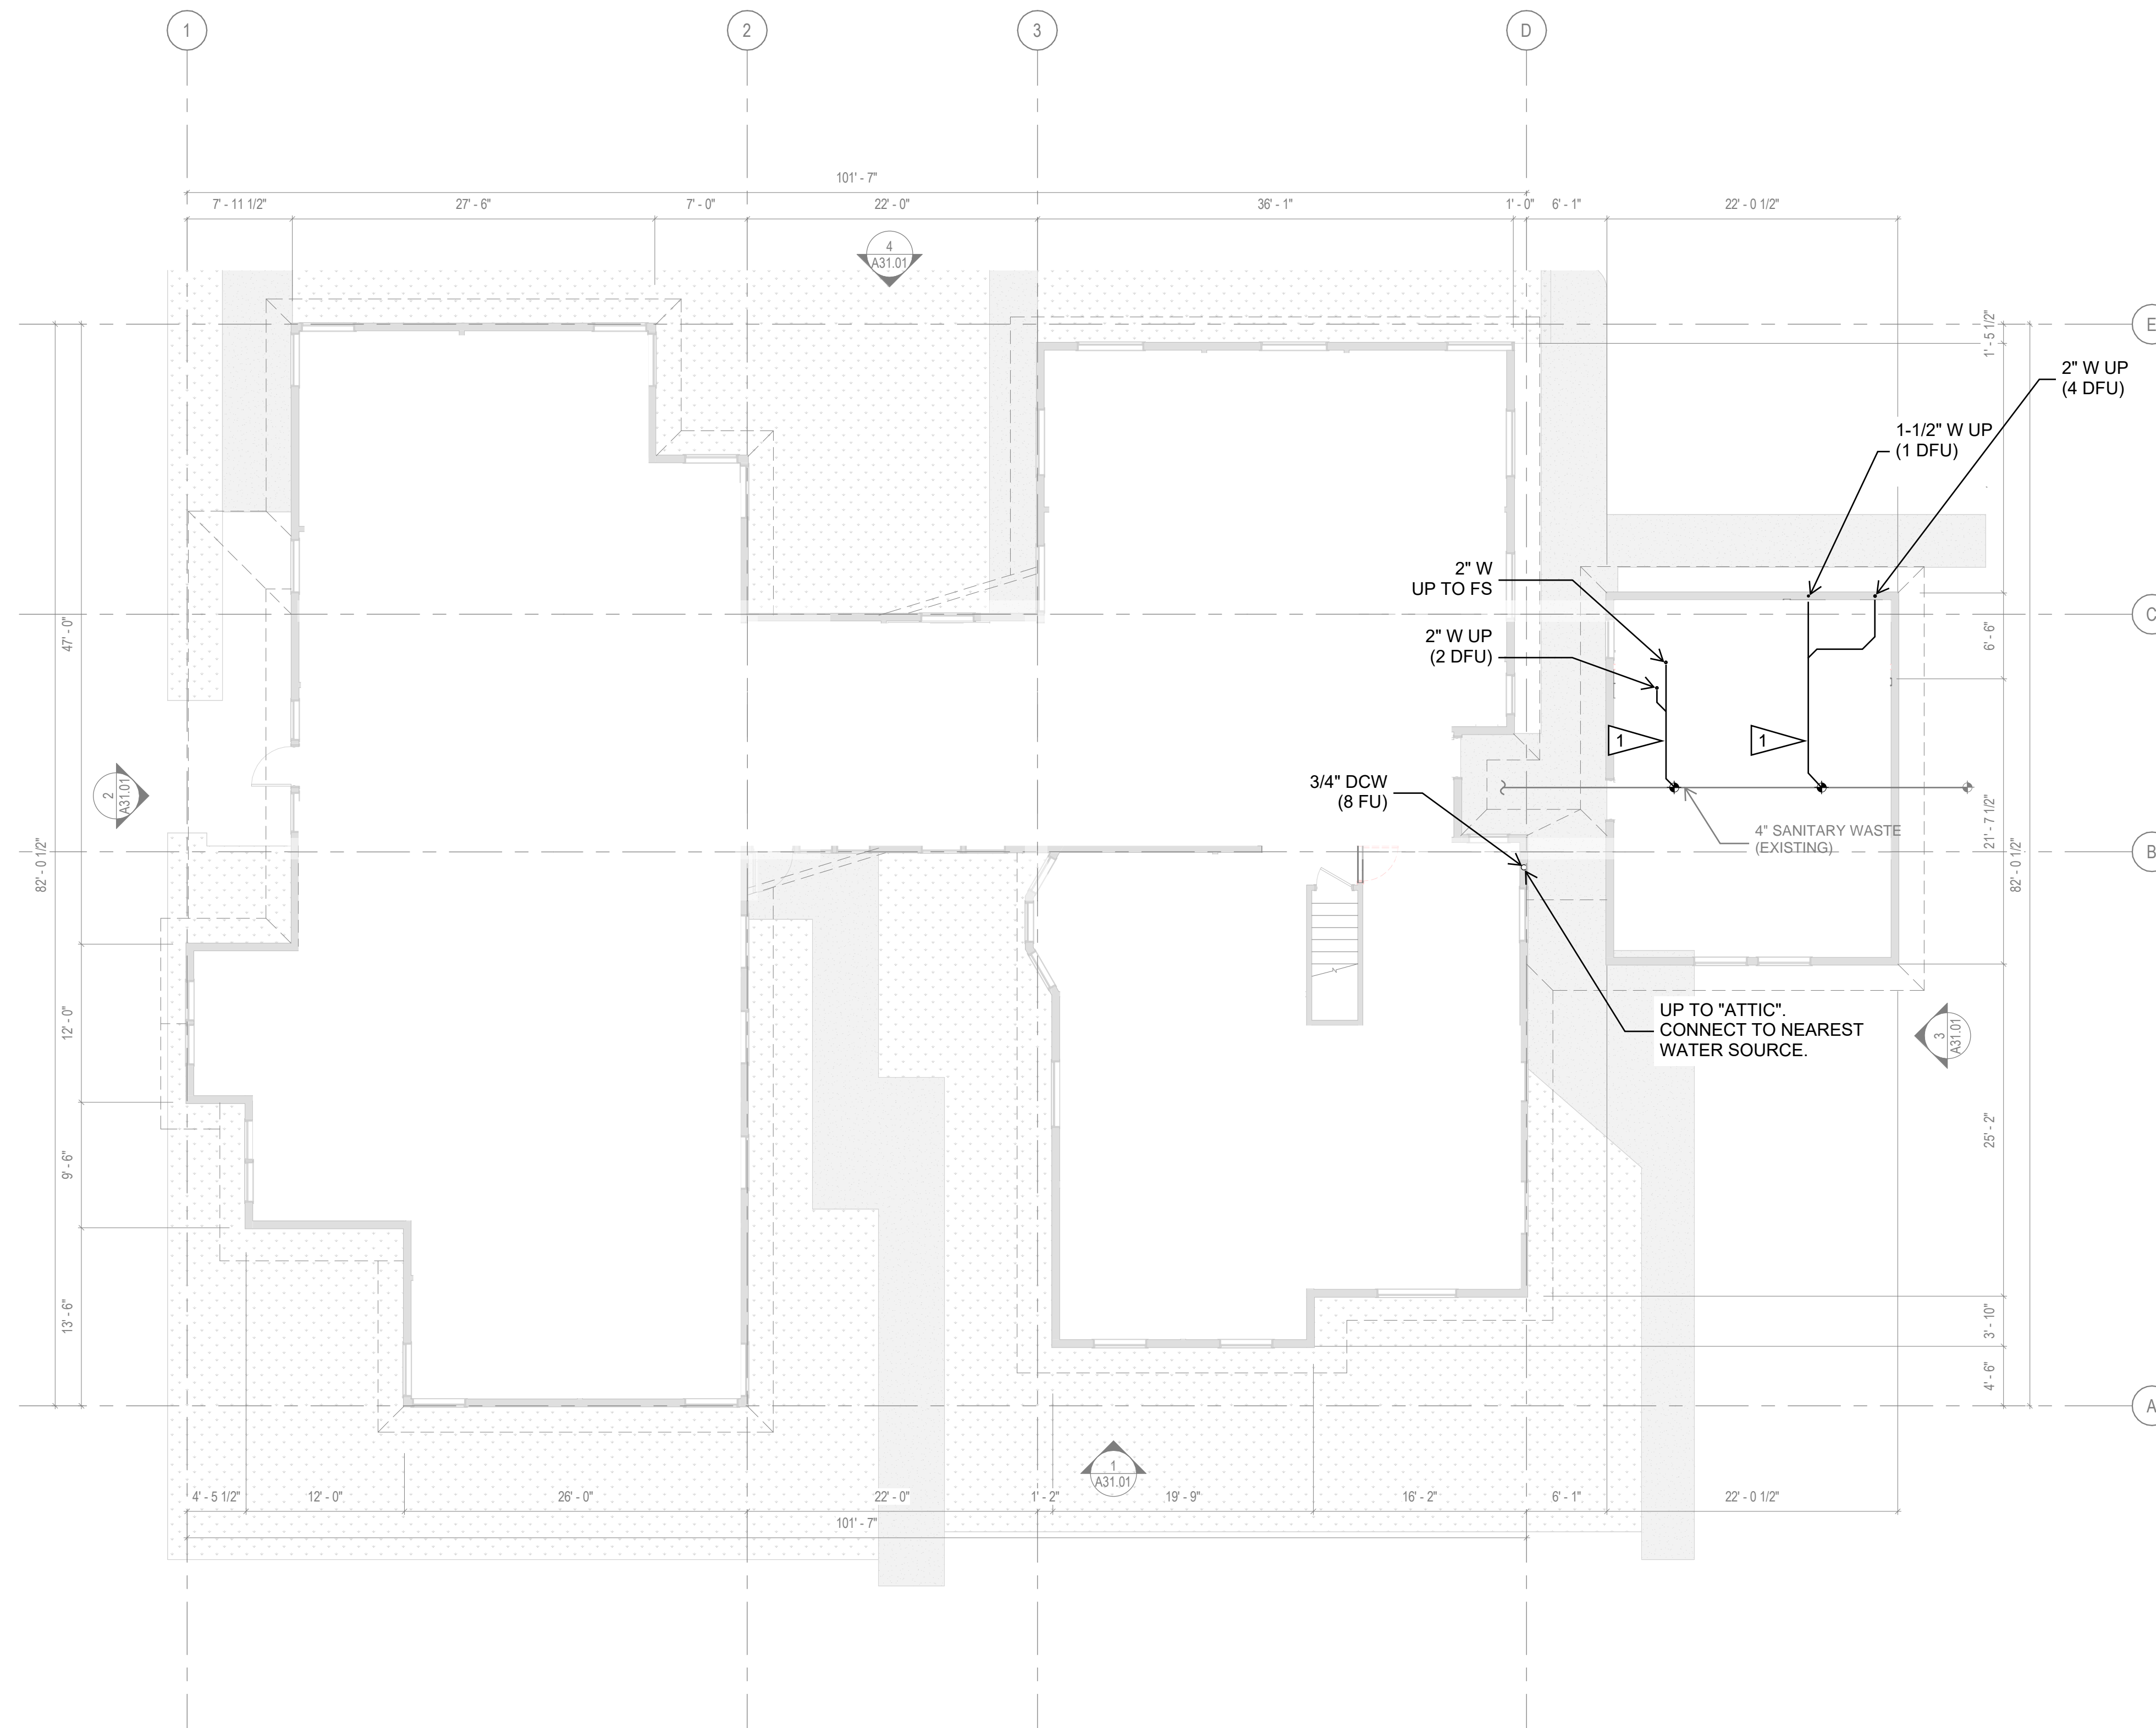 1
2
3
D
101' - 7"
7' - 11 1/2"
27' - 6"
7' - 0"
22' - 0"
36' - 1"
1' - 0"
6' - 1"
22' - 0 1/2"
4
A31.01
E
1' - 5 1/2"
2" W UP
(4 DFU)
1-1/2" W UP
(1 DFU)
2" W
UP TO FS
C
47' - 0"
6' - 6"
2" W UP
(2 DFU)
1
1
2
A31.01
3/4" DCW
(8 FU)
4" SANITARY WASTE
(EXISTING)
21' - 7 1/2"
B
82' - 0 1/2"
82' - 0 1/2"
UP TO "ATTIC".
CONNECT TO NEAREST
WATER SOURCE.
12' - 0"
3
A31.01
25' - 2"
9' - 6"
13' - 6"
3' - 10"
4' - 6"
A
1
A31.01
4' - 5 1/2"
12' - 0"
26' - 0"
22' - 0"
1' - 2"
19' - 9"
16' - 2"
6' - 1"
22' - 0 1/2"
101' - 7"